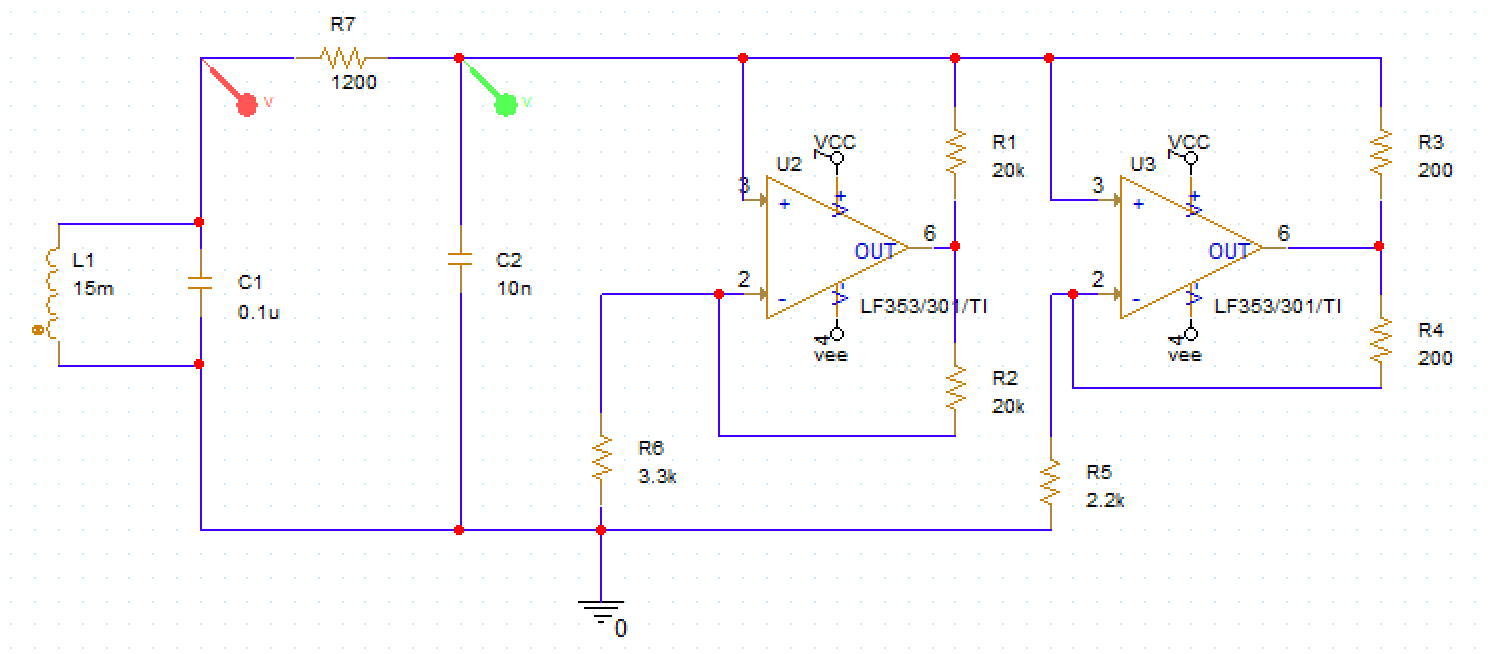 R7
1200
V
V
L1
15m
C1
0.1u
C2
10n
U2
VCC
7
3
+
+
V
6
OUT
2
-
-
V
LF353/301/TI
4
vee
R1
20k
R2
20k
R6
3.3k
U3
VCC
7
3
+
+
V
6
OUT
2
-
-
V
LF353/301/TI
4
vee
R3
200
R4
200
R5
2.2k
0